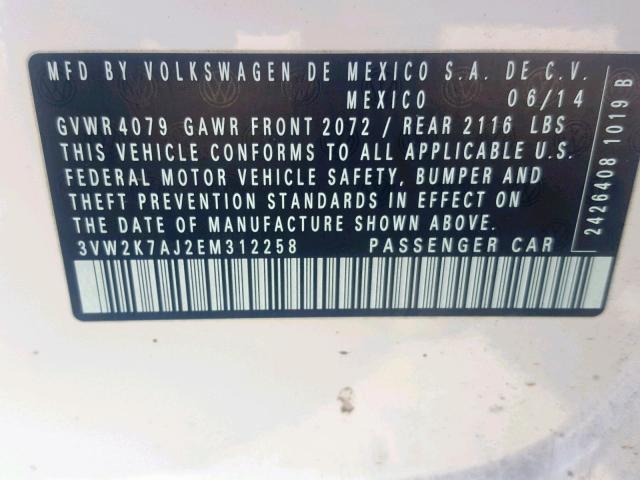 MFD BY VOLKSWAGEN DE MEXICO S.A. DE C.V.
MEXICO 06/14
GVWR 4079 GAWR FRONT 2072 / REAR 2116 LBS
THIS VEHICLE CONFORMS TO ALL APPLICABLE U.S.
FEDERAL MOTOR VEHICLE SAFETY, BUMPER AND
THEFT PREVENTION STANDARDS IN EFFECT ON
THE DATE OF MANUFACTURE SHOWN ABOVE.
3VW2K7AJ2EM312258 PASSENGER CAR
2426408 1019 B